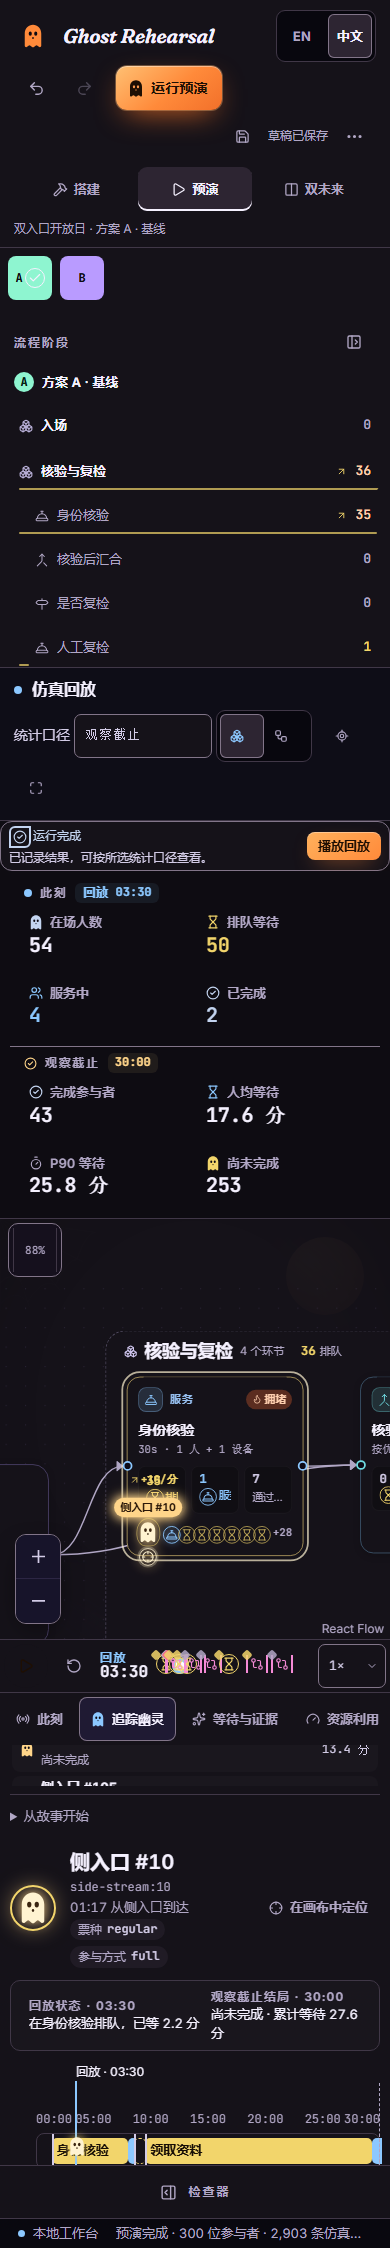 Ghost Rehearsal
EN
中文
运行预演
草稿已保存
搭建
预演
双未来
双入口开放日 · 方案 A · 基线
A
B
流程阶段
A 方案 A · 基线
入场 0
核验与复检 36
身份核验 35
核验后汇合 0
是否复检 0
人工复检 1
仿真回放
统计口径 观察截止
运行完成
已记录结果，可按所选统计口径查看。
播放回放
此刻 回放 03:30
在场人数 排队等待
54 50
服务中 已完成
4 2
观察截止 30:00
完成参与者 人均等待
43 17.6 分
P90 等待 尚未完成
25.8 分 253
88%
核验与复检 4 个环节 36 排队
服务 拥堵
身份核验
30s · 1 人 + 1 设备
按优
1 7 0
通过…
侧入口 #10
+28
React Flow
回放
03:30
1×
此刻 追踪幽灵 等待与证据 资源利用
13.4 分
尚未完成
从故事开始
侧入口 #10
side-stream:10
01:17 从侧入口到达
在画布中定位
票种 regular
参与方式 full
回放状态 · 03:30
在身份核验排队，已等 2.2 分
观察截止结局 · 30:00
尚未完成 · 累计等待 27.6 分
回放 · 03:30
00:00 05:00 10:00 15:00 20:00 25:00 30:00
领取资料
检查器
本地工作台 预演完成 · 300 位参与者 · 2,903 条仿真…